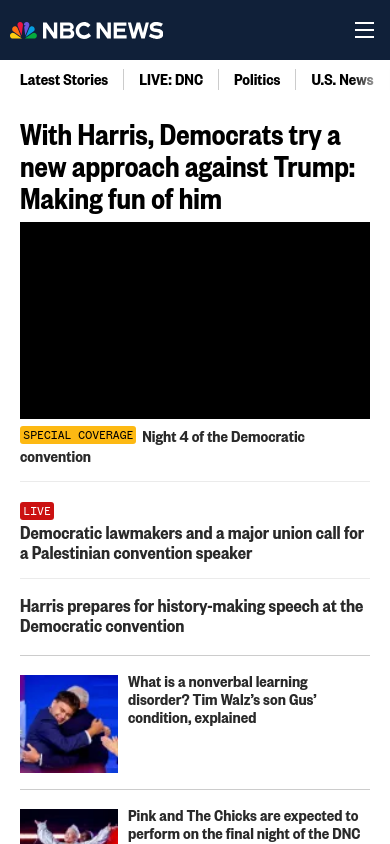 NBC NEWS
Latest Stories
LIVE: DNC
Politics
U.S. News
With Harris, Democrats try a
new approach against Trump:
Making fun of him
SPECIAL COVERAGE Night 4 of the Democratic
convention
LIVE
Democratic lawmakers and a major union call for
a Palestinian convention speaker
Harris prepares for history-making speech at the
Democratic convention
What is a nonverbal learning
disorder? Tim Walz’s son Gus’
condition, explained
Pink and The Chicks are expected to
perform on the final night of the DNC